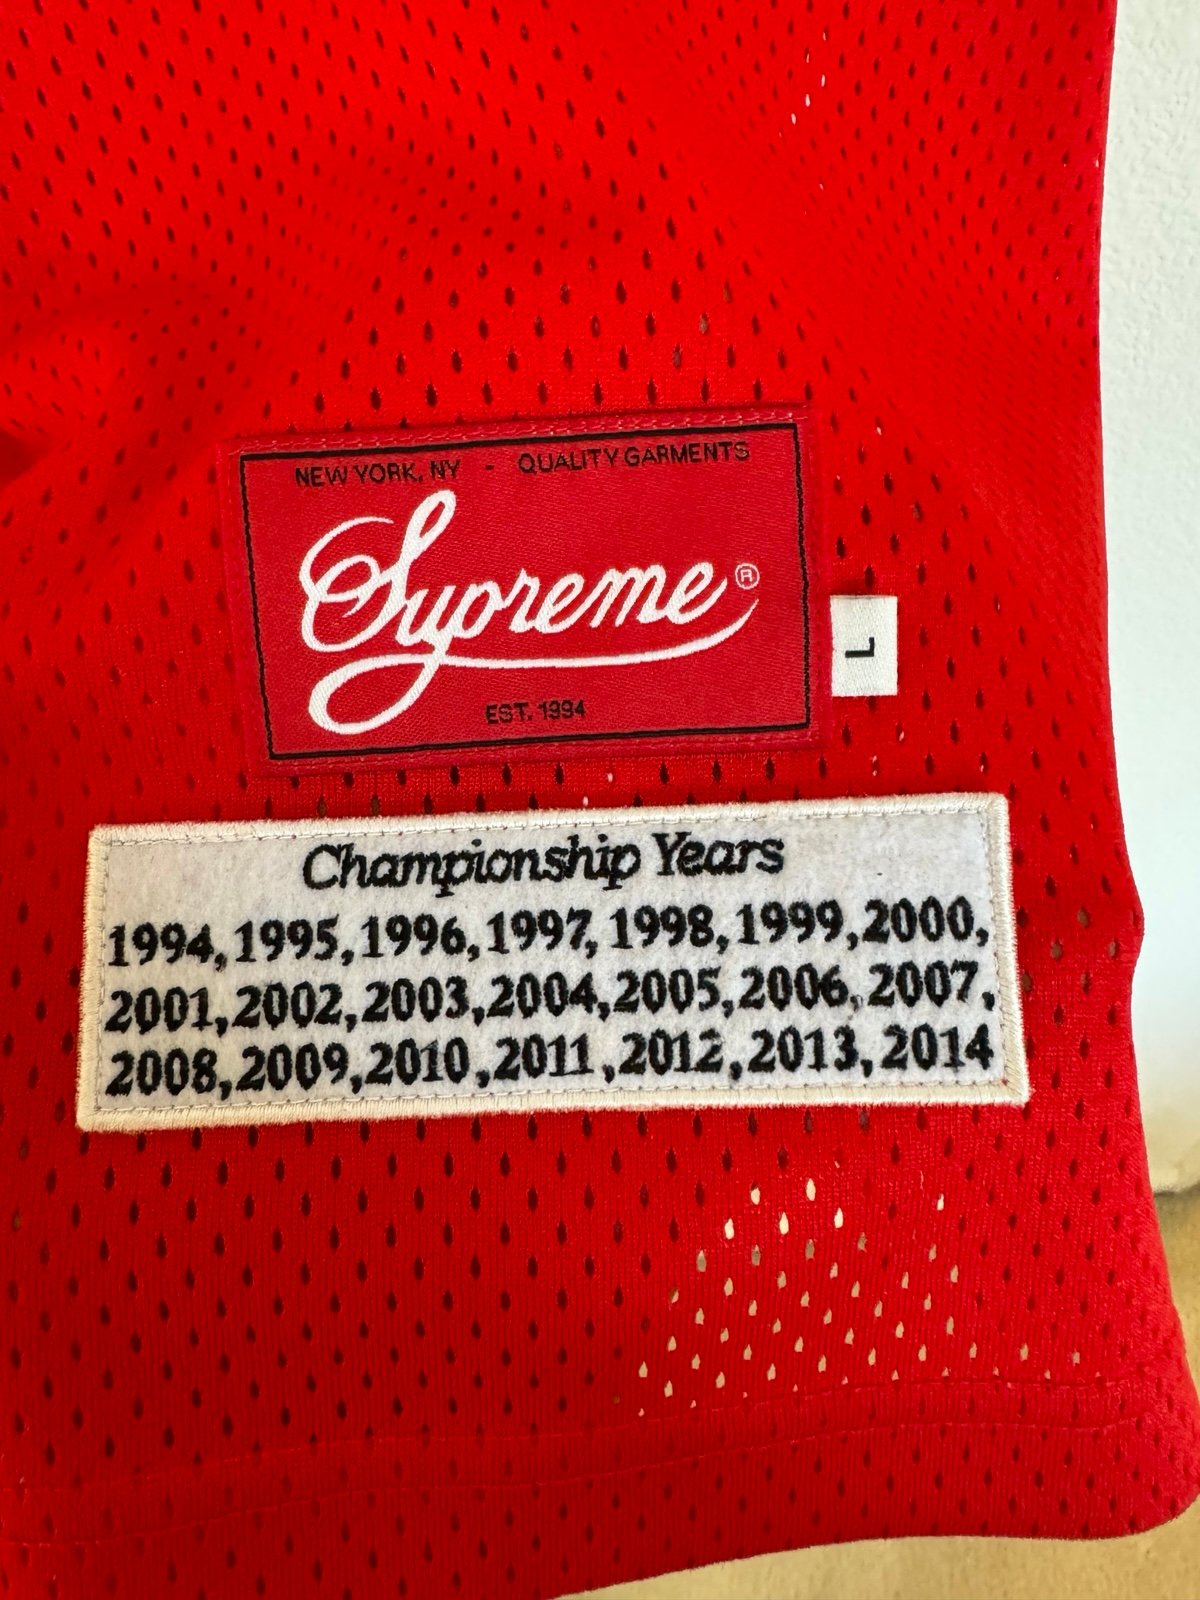 NEW YORK, NY - QUALITY GARMENTS
Supreme®
EST. 1994
L
Championship Years
1994, 1995, 1996, 1997, 1998, 1999, 2000,
2001, 2002, 2003, 2004, 2005, 2006, 2007,
2008, 2009, 2010, 2011, 2012, 2013, 2014